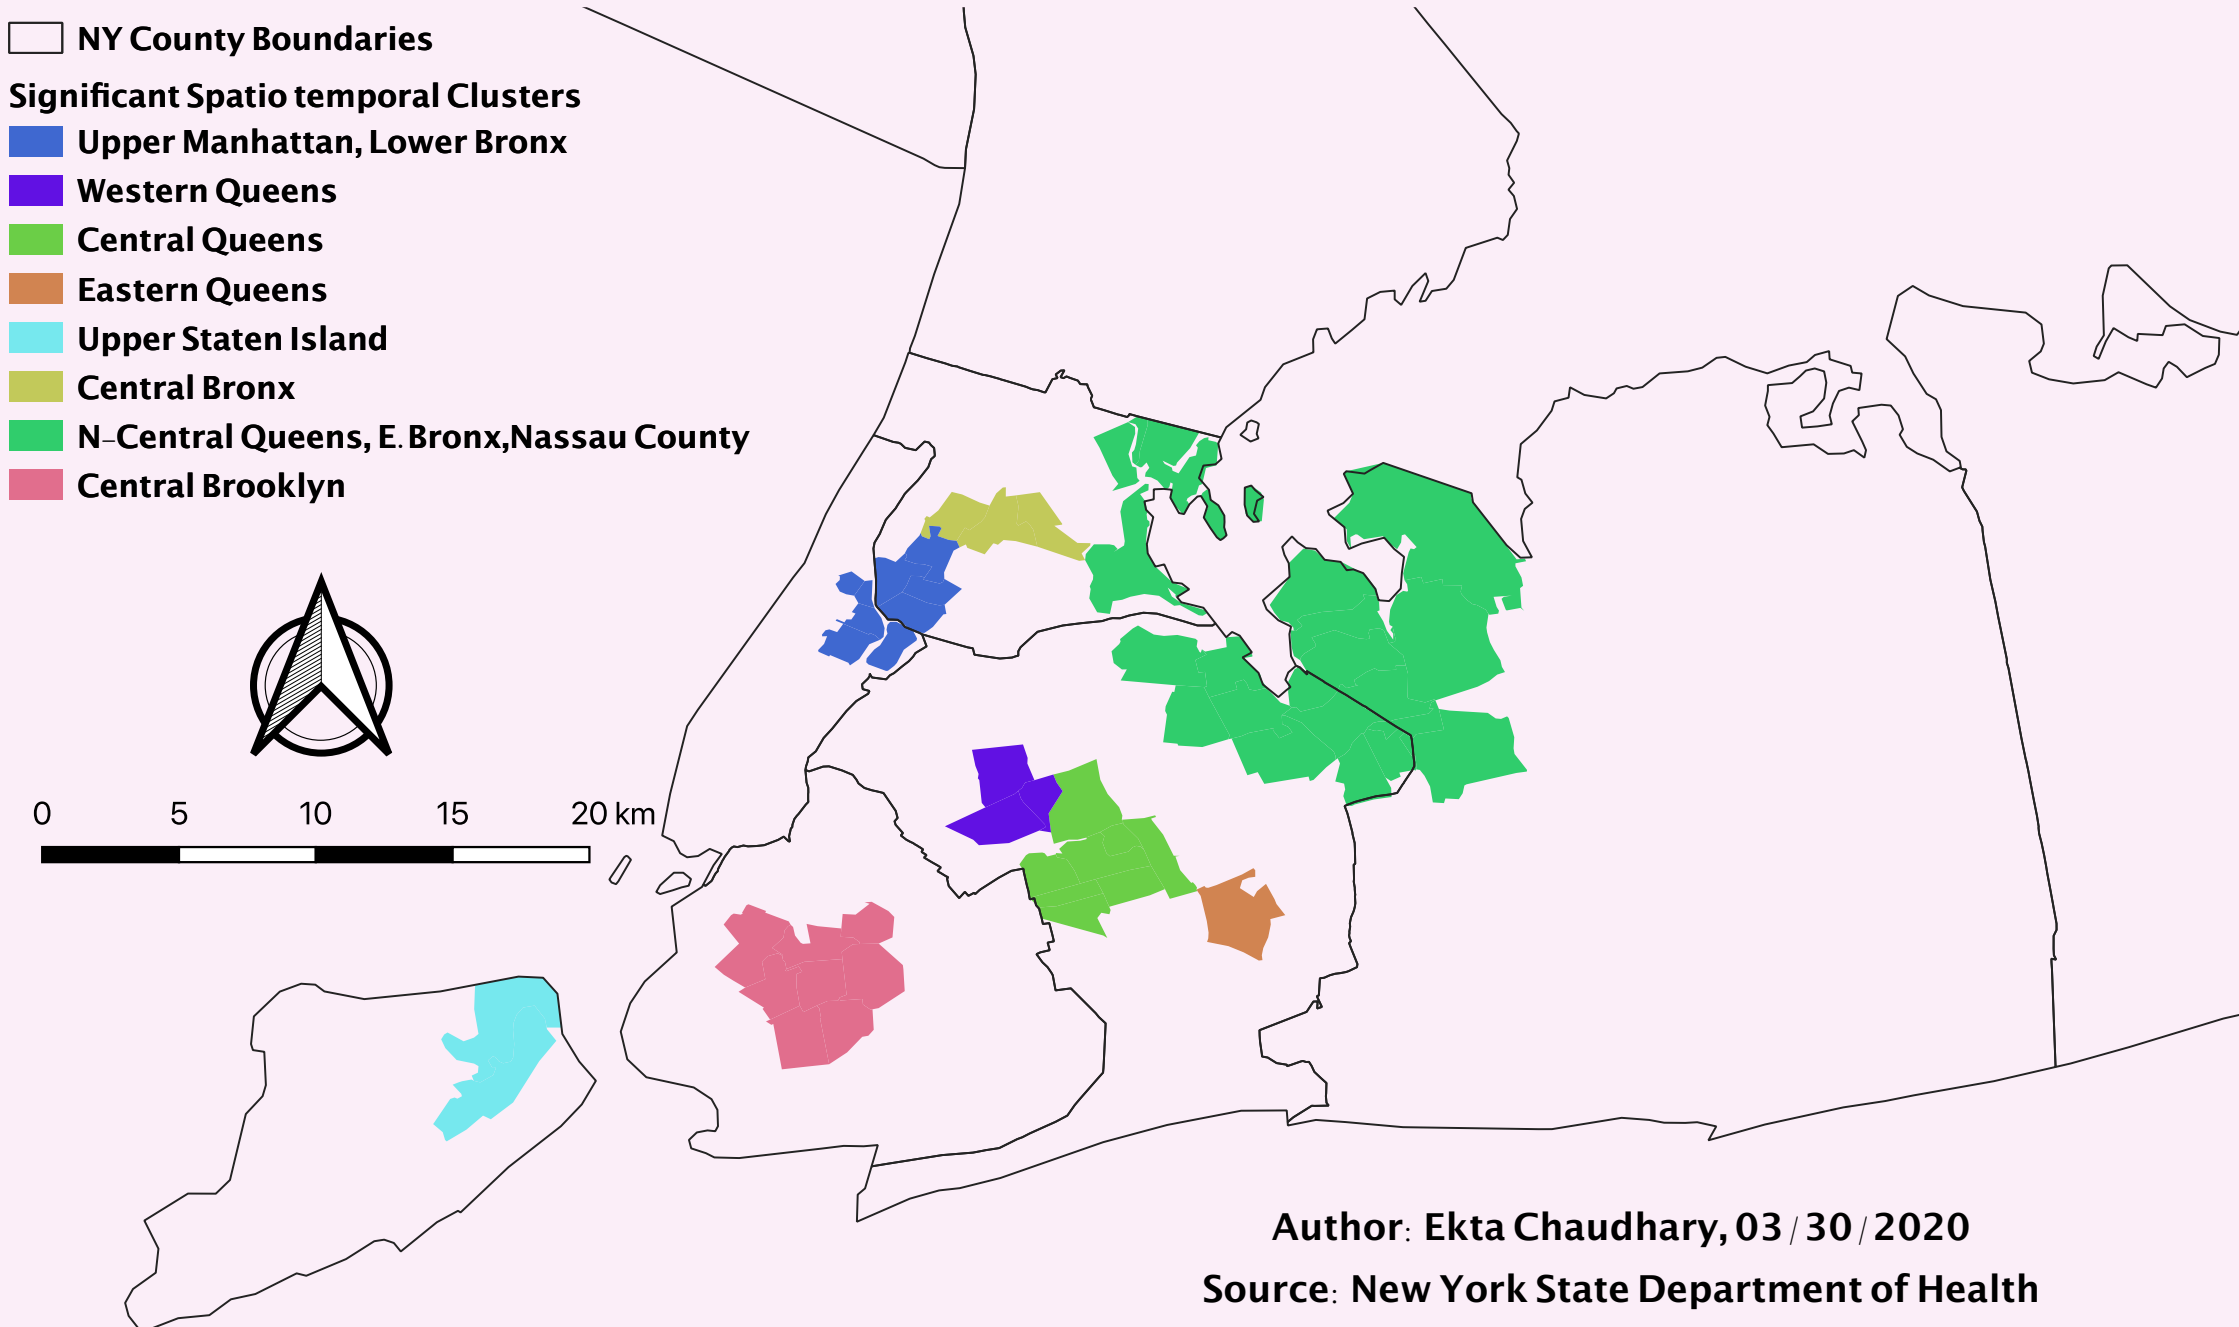 NY County Boundaries
Significant Spatio temporal Clusters
Upper Manhattan, Lower Bronx
Western Queens
Central Queens
Eastern Queens
Upper Staten Island
Central Bronx
N-Central Queens, E. Bronx,Nassau County
Central Brooklyn
0 5 10 15 20 km
Author: Ekta Chaudhary, 03/30/2020
Source: New York State Department of Health